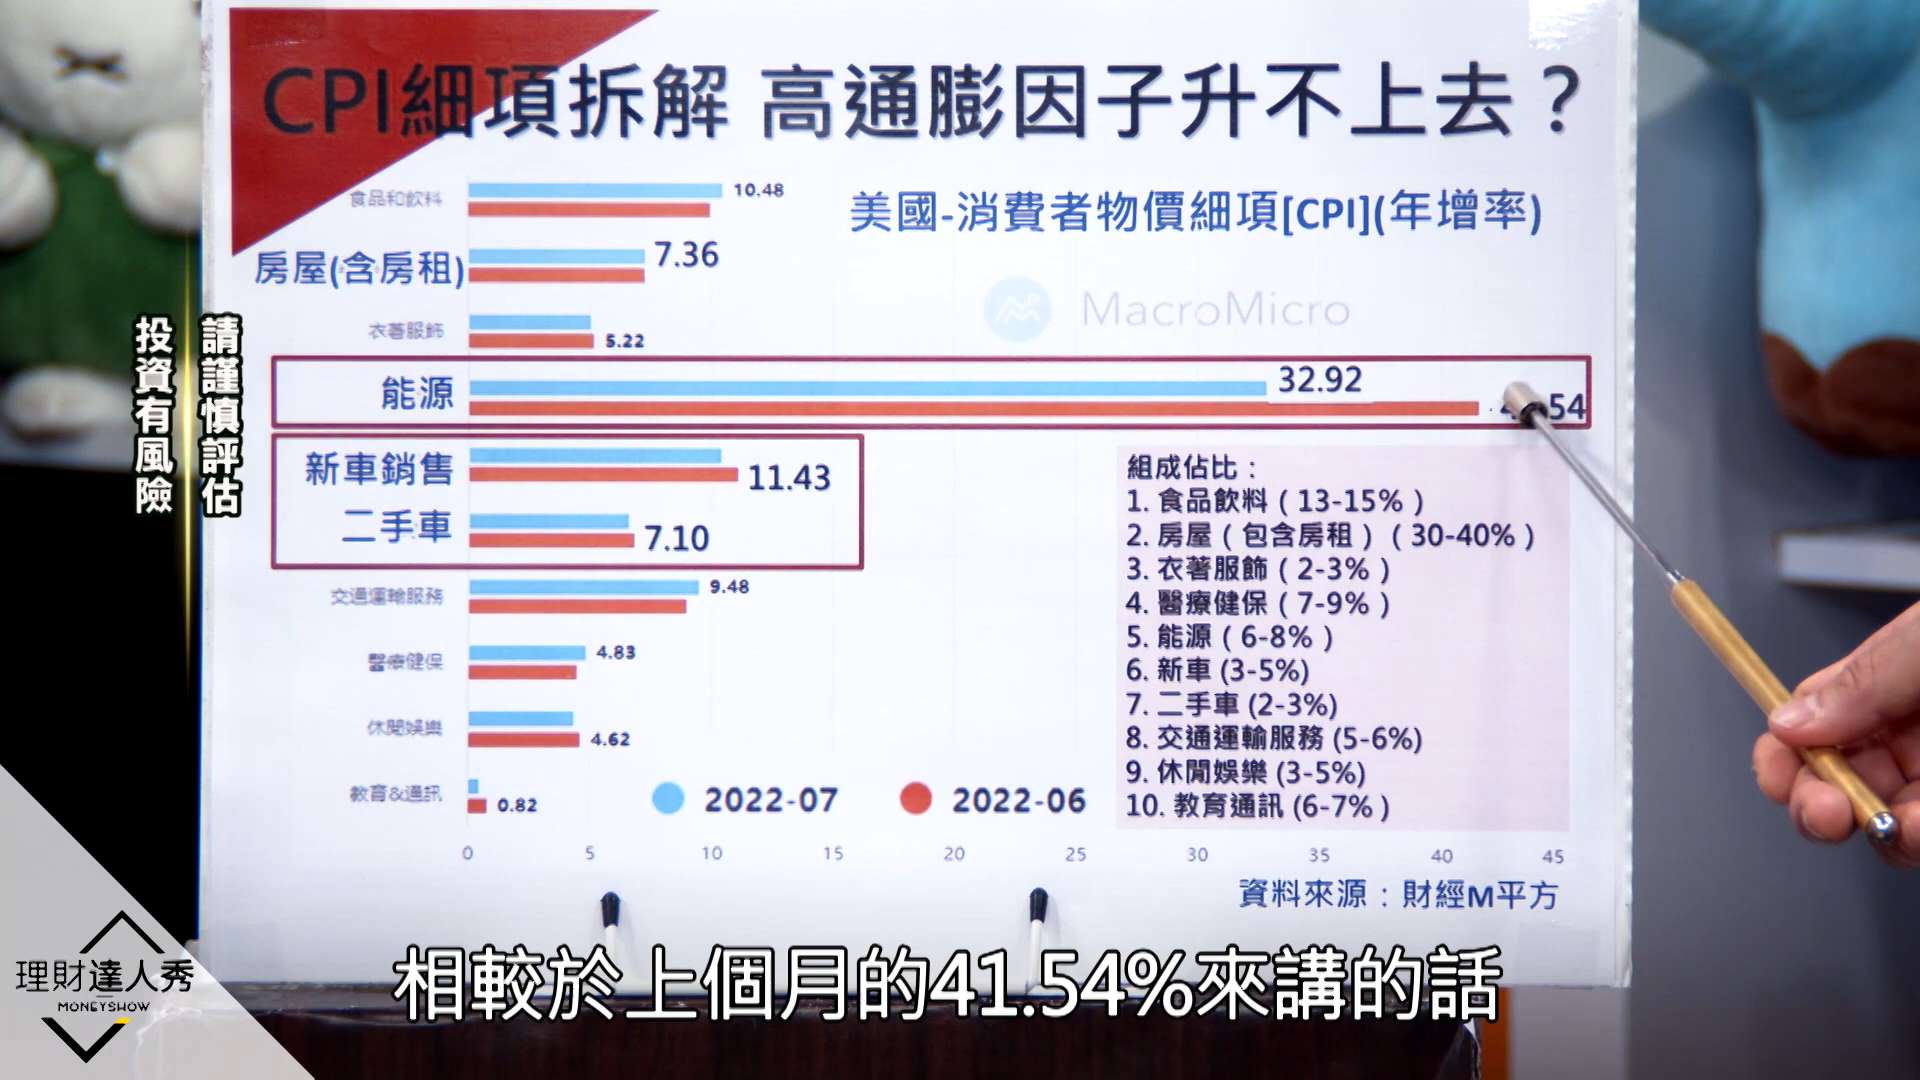 CPI細項拆解 高通膨因子升不上去？
美國-消費者物價細項[CPI](年增率)
MacroMicro
食品和飲料 10.48
房屋(含房租) 7.36
衣著服飾 5.22
能源 32.92
54
新車銷售 11.43
二手車 7.10
交通運輸服務 9.48
醫療健保 4.83
休閒娛樂 4.62
教育&通訊 0.82
2022-07 2022-06
0 5 10 15 20 25 30 35 40 45
組成佔比：
1. 食品飲料（13-15%）
2. 房屋（包含房租）（30-40%）
3. 衣著服飾（2-3%）
4. 醫療健保（7-9%）
5. 能源（6-8%）
6. 新車 (3-5%)
7. 二手車 (2-3%)
8. 交通運輸服務 (5-6%)
9. 休閒娛樂 (3-5%)
10. 教育通訊 (6-7%）
資料來源：財經M平方
請謹慎評估
投資有風險
理財達人秀
MONEYSHOW
相較於上個月的41.54%來講的話